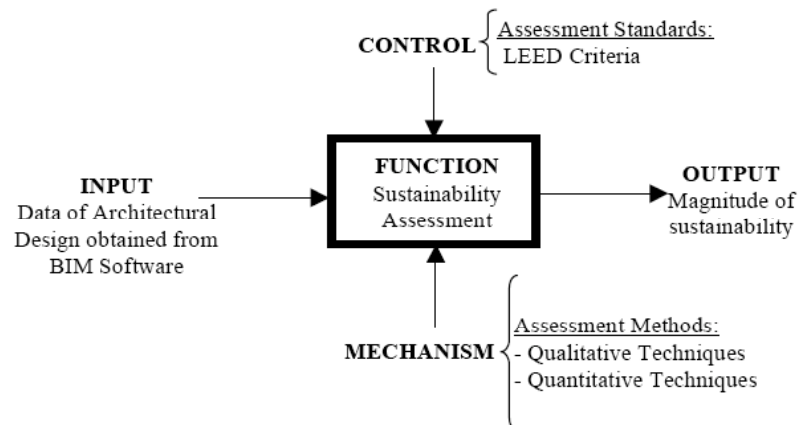 CONTROL
Assessment Standards:
LEED Criteria
INPUT
Data of Architectural
Design obtained from
BIM Software
FUNCTION
Sustainability
Assessment
OUTPUT
Magnitude of
sustainability
MECHANISM
Assessment Methods:
- Qualitative Techniques
- Quantitative Techniques